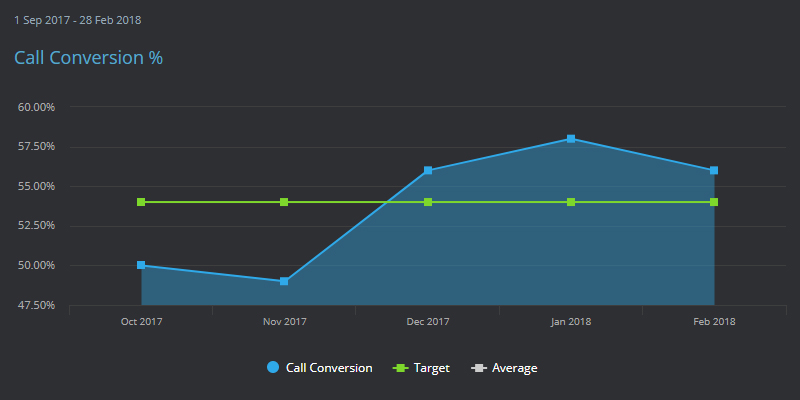 1 Sep 2017 - 28 Feb 2018
Call Conversion %
60.00%
57.50%
55.00%
52.50%
50.00%
47.50%
Oct 2017 Nov 2017 Dec 2017 Jan 2018 Feb 2018
Call Conversion Target Average